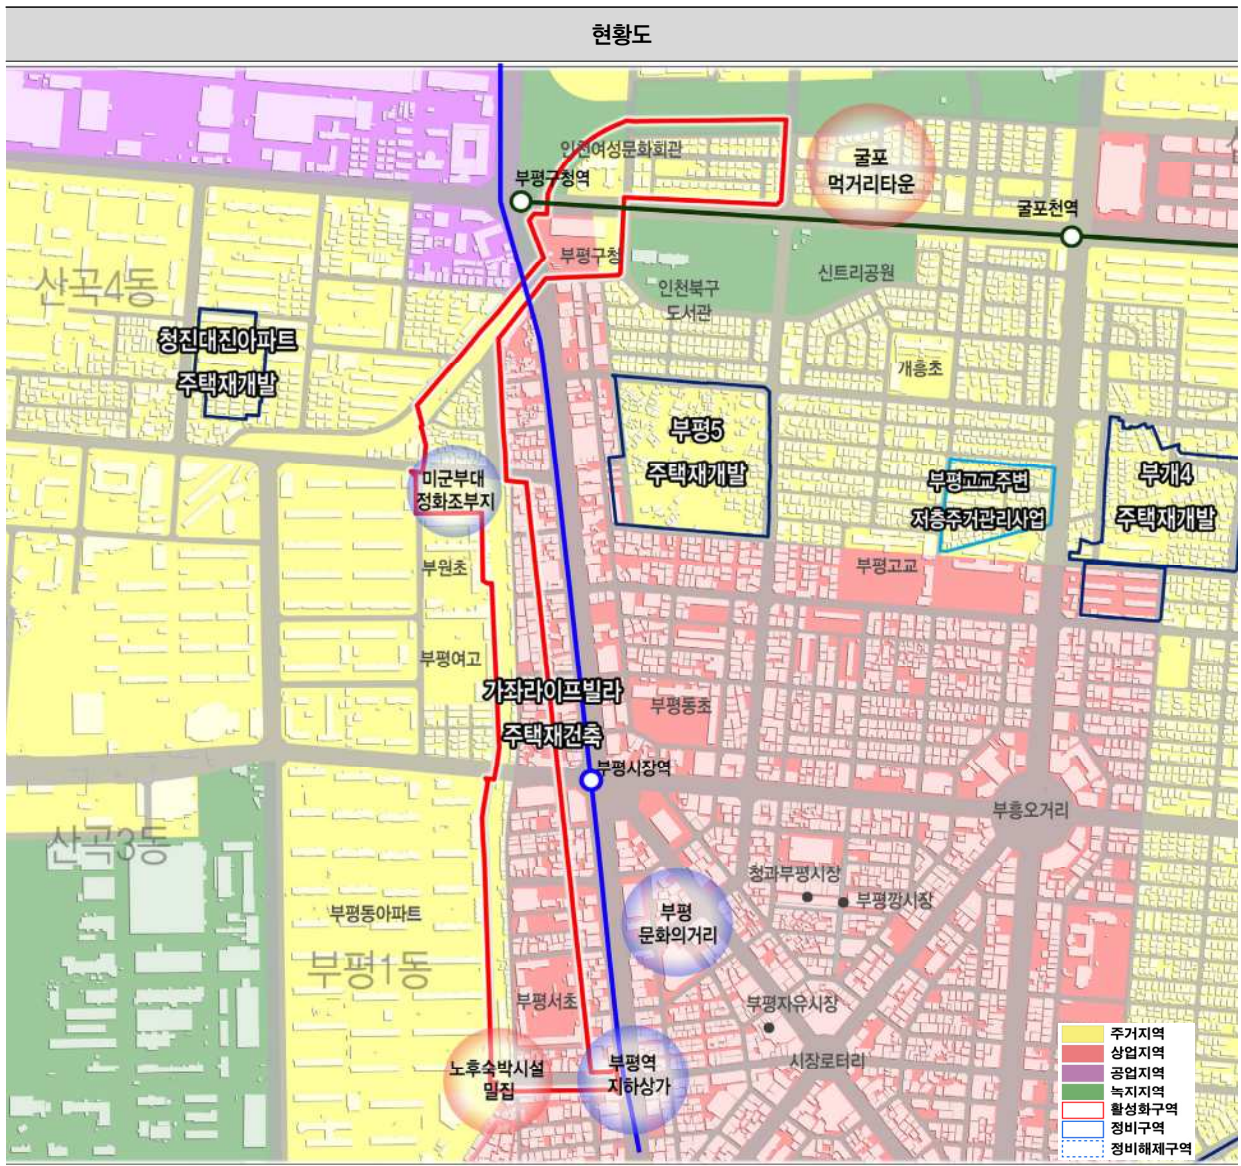 현황도
인천여성문화회관
굴포
먹거리타운
부평구청역
굴포천역
부평구청
인천북구
도서관
신트리공원
산곡4동
청진대진아파트
주택재개발
개흥초
부평5
주택재개발
미군부대
정화조부지
부평고교주변
저층주거관리사업
부개4
주택재개발
부원초
부평고교
부평여고
가좌라이프빌라
주택재건축
부평동초
부평시장역
부흥오거리
산곡3동
청과부평시장
부평깡시장
부평동아파트
부평
문화의거리
부평1동
부평서초
부평자유시장
노후숙박시설
밀집
부평역
지하상가
시장로터리
주거지역
상업지역
공업지역
녹지지역
활성화구역
정비구역
정비해제구역